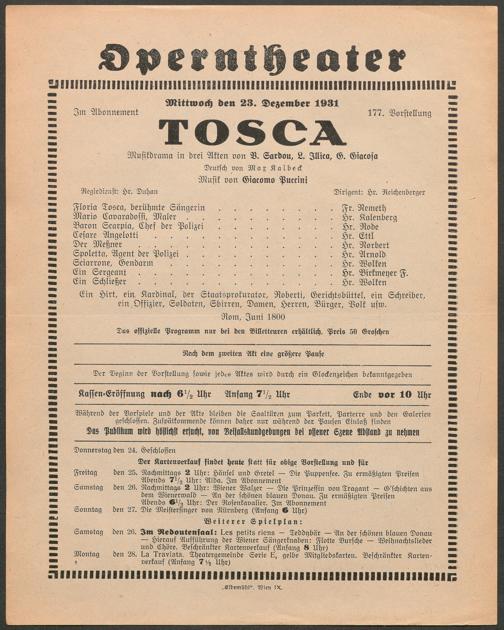 Operntheater
Mittwoch den 23. Dezember 1931
Im Abonnement 177. Vorstellung
TOSCA
Musikdrama in drei Akten von V. Sardou, L. Illica, G. Giacosa
Deutsch von Max Kalbeck
Musik von Giacomo Puccini
Regiedienst: Hr. Duhan Dirigent: Hr. Reichenberger
Floria Tosca, berühmte Sängerin . . . . . . . . . Fr. Nemeth
Mario Cavaradossi, Maler . . . . . . . . . . Hr. Kalenberg
Baron Scarpia, Chef der Polizei . . . . . . . . . Hr. Rode
Cesare Angelotti . . . . . . . . . . . Hr. Ettl
Der Meßner . . . . . . . . . . . . Hr. Norbert
Spoletta, Agent der Polizei . . . . . . . . . . Hr. Arnold
Sciarrone, Gendarm . . . . . . . . . . . Hr. Wolken
Ein Sergeant . . . . . . . . . . . . Hr. Birkmeyer F.
Ein Schließer . . . . . . . . . . . . Hr. Wolken
Ein Hirt, ein Kardinal, der Staatsprokurator, Roberti, Gerichtsbüttel, ein Schreiber,
ein Offizier, Soldaten, Sbirren, Damen, Herren, Bürger, Volk usw.
Rom, Juni 1800
Das offizielle Programm nur bei den Billetteuren erhältlich. Preis 50 Groschen
Nach dem zweiten Akt eine größere Pause
Der Beginn der Vorstellung sowie jedes Aktes wird durch ein Glockenzeichen bekanntgegeben
Kassen-Eröffnung nach 6½ Uhr Anfang 7½ Uhr Ende vor 10 Uhr
Während der Vorspiele und der Akte bleiben die Saaltüren zum Parkett, Parterre und den Galerien
geschlossen. Zuspätkommende können daher nur während der Pausen Einlaß finden
Das Publikum wird höflichst ersucht, von Beifallskundgebungen bei offener Szene Abstand zu nehmen
Donnerstag den 24. Geschlossen
Der Kartenverkauf findet heute statt für obige Vorstellung und für
Freitag den 25. Nachmittags 2 Uhr: Hänsel und Gretel — Die Puppenfee. Zu ermäßigten Preisen
Abends 7½ Uhr: Aida. Im Abonnement
Samstag den 26. Nachmittags 2 Uhr: Wiener Walzer — Die Prinzessin von Tragant — G'schichten aus
dem Wienerwald — An der schönen blauen Donau. Zu ermäßigten Preisen
Abends 6½ Uhr: Der Rosenkavalier. Im Abonnement
Sonntag den 27. Die Meistersinger von Nürnberg (Anfang 6 Uhr)
Weiterer Spielplan:
Samstag den 26. Im Redoutensaal: Les petits riens — Teddybär — An der schönen blauen Donau
— Hierauf Aufführung der Wiener Sängerknaben: Flotte Bursche — Weihnachtslieder
und Chöre. Beschränkter Kartenverkauf (Anfang 8 Uhr)
Montag den 28. La Traviata. Theatergemeinde Serie E, gelbe Mitgliedskarten. Beschränkter Karten-
verkauf (Anfang 7½ Uhr)
„Elbemühl“, Wien IX.